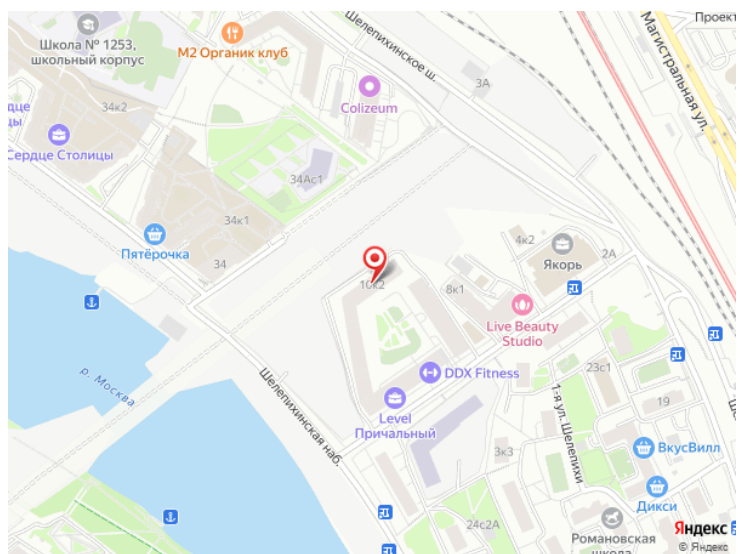 Школа № 1253,
школьный корпус
М2 Органик клуб
Шелепихинское ш.
3А
Магистральная ул.
Проект
Colizeum
34к2
рдце
цы
Сердце Столицы
34Ас1
34к1
Пятёрочка
34
4к2
2А
Якорь
10к2
8к1
Live Beauty
Studio
DDX Fitness
р. Москва
Шелепихинская наб.
Level
Причальный
23с1
19
1-я ул. Шелепихи
3к3
ВкусВилл
Дикси
24с2А
Романовская
школа
Яндекс
© Яндекс